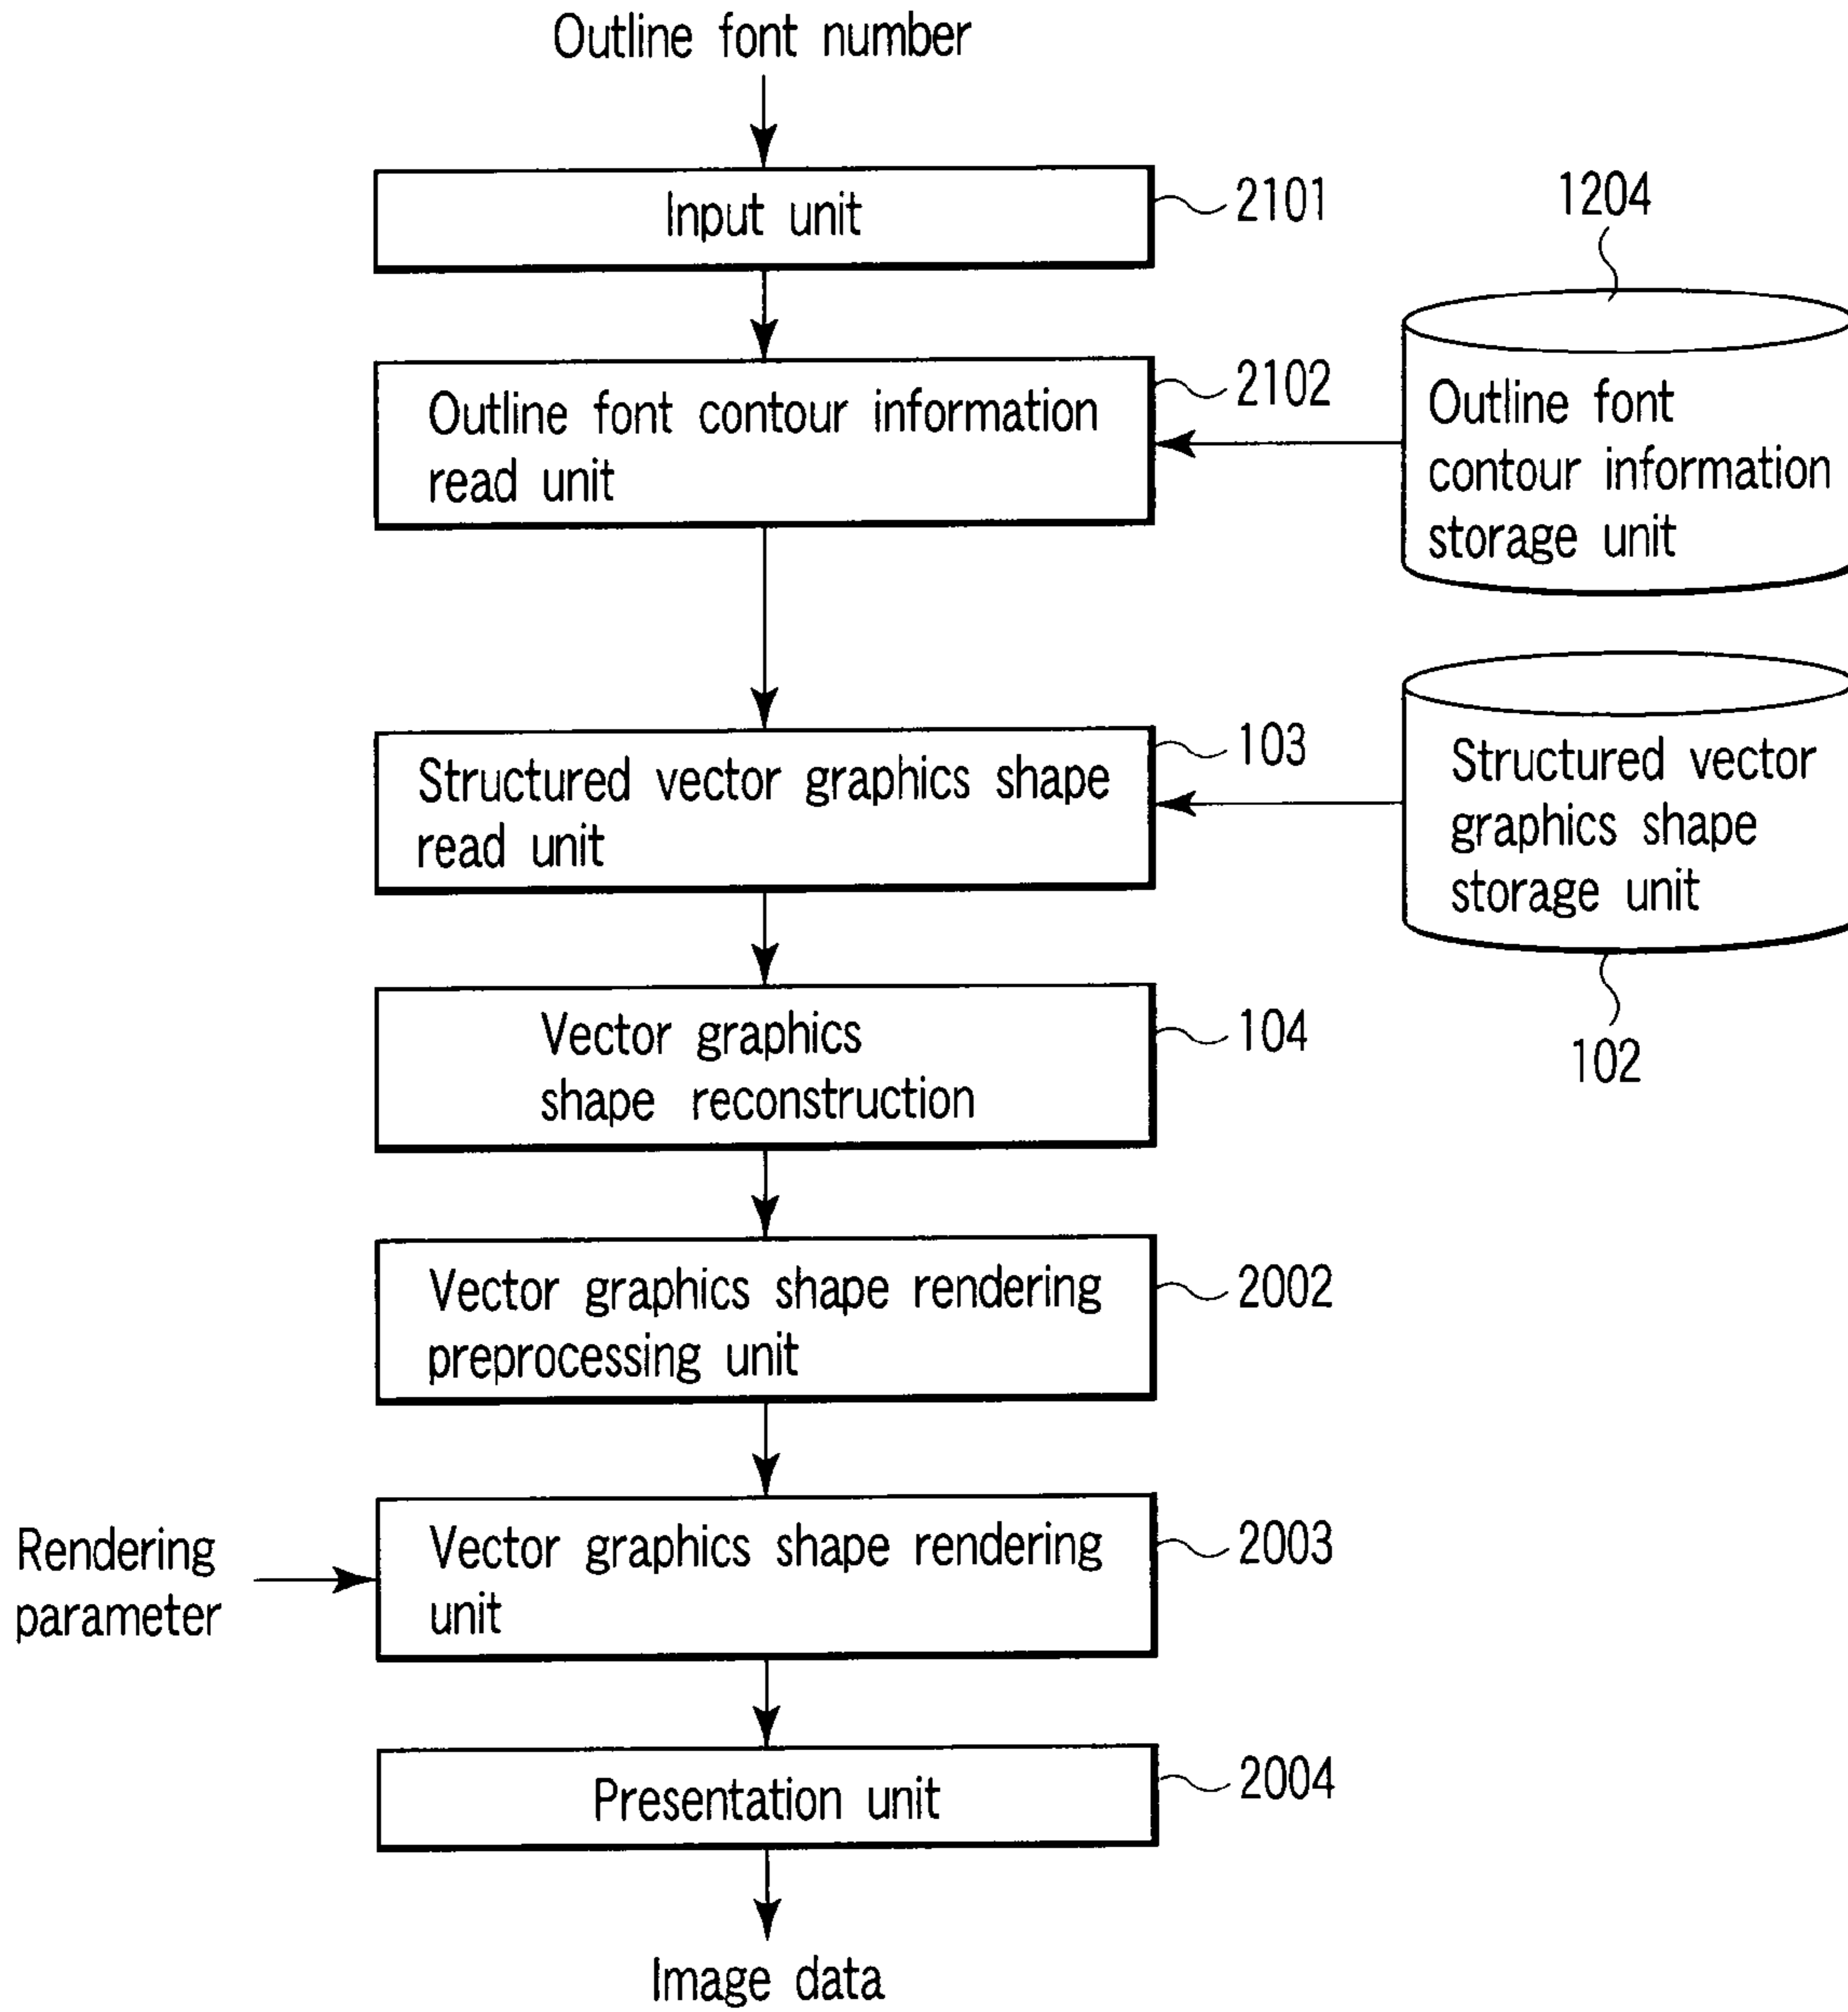 Outline font number
Input unit
2101
1204
Outline font contour information
read unit
2102
Outline font
contour information
storage unit
Structured vector graphics shape
read unit
103
Structured vector
graphics shape
storage unit
102
Vector graphics
shape reconstruction
104
Vector graphics shape rendering
preprocessing unit
2002
Rendering
parameter
Vector graphics shape rendering
unit
2003
Presentation unit
2004
Image data